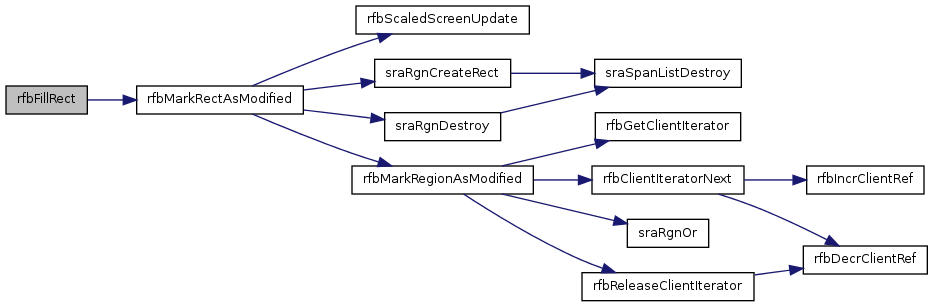 rfbFillRect
rfbMarkRectAsModified
rfbScaledScreenUpdate
sraRgnCreateRect
sraRgnDestroy
rfbMarkRegionAsModified
sraSpanListDestroy
rfbGetClientIterator
rfbClientIteratorNext
sraRgnOr
rfbReleaseClientIterator
rfbIncrClientRef
rfbDecrClientRef